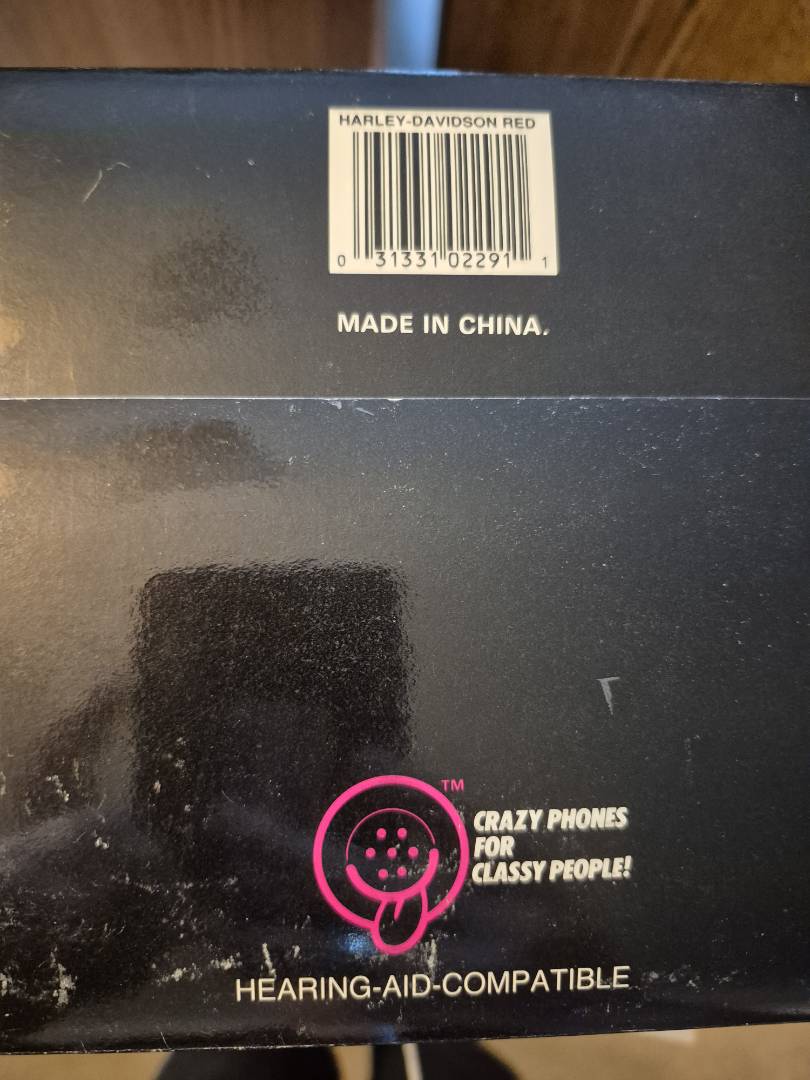 HARLEY-DAVIDSON RED
0 31331 02291 1
MADE IN CHINA.
TM
CRAZY PHONES
FOR
CLASSY PEOPLE!
HEARING-AID-COMPATIBLE